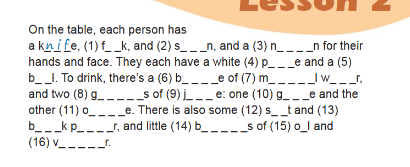 Lesson 2
On the table, each person has
a knife, (1) f_ _k, and (2) s_ _ _n, and a (3) n_ _ _ _n for their
hands and face. They each have a white (4) p_ _ _e and a (5)
b_ _l. To drink, there's a (6) b_ _ _ _e of (7) m_ _ _ _ _l w_ _ _r,
and two (8) g_ _ _ _ _s of (9) j_ _ _ e: one (10) g_ _ _e and the
other (11) o_ _ _ _e. There is also some (12) s_ _t and (13)
b_ _ _k p_ _ _ _r, and little (14) b_ _ _ _ _s of (15) o_l and
(16) v_ _ _ _ _r.